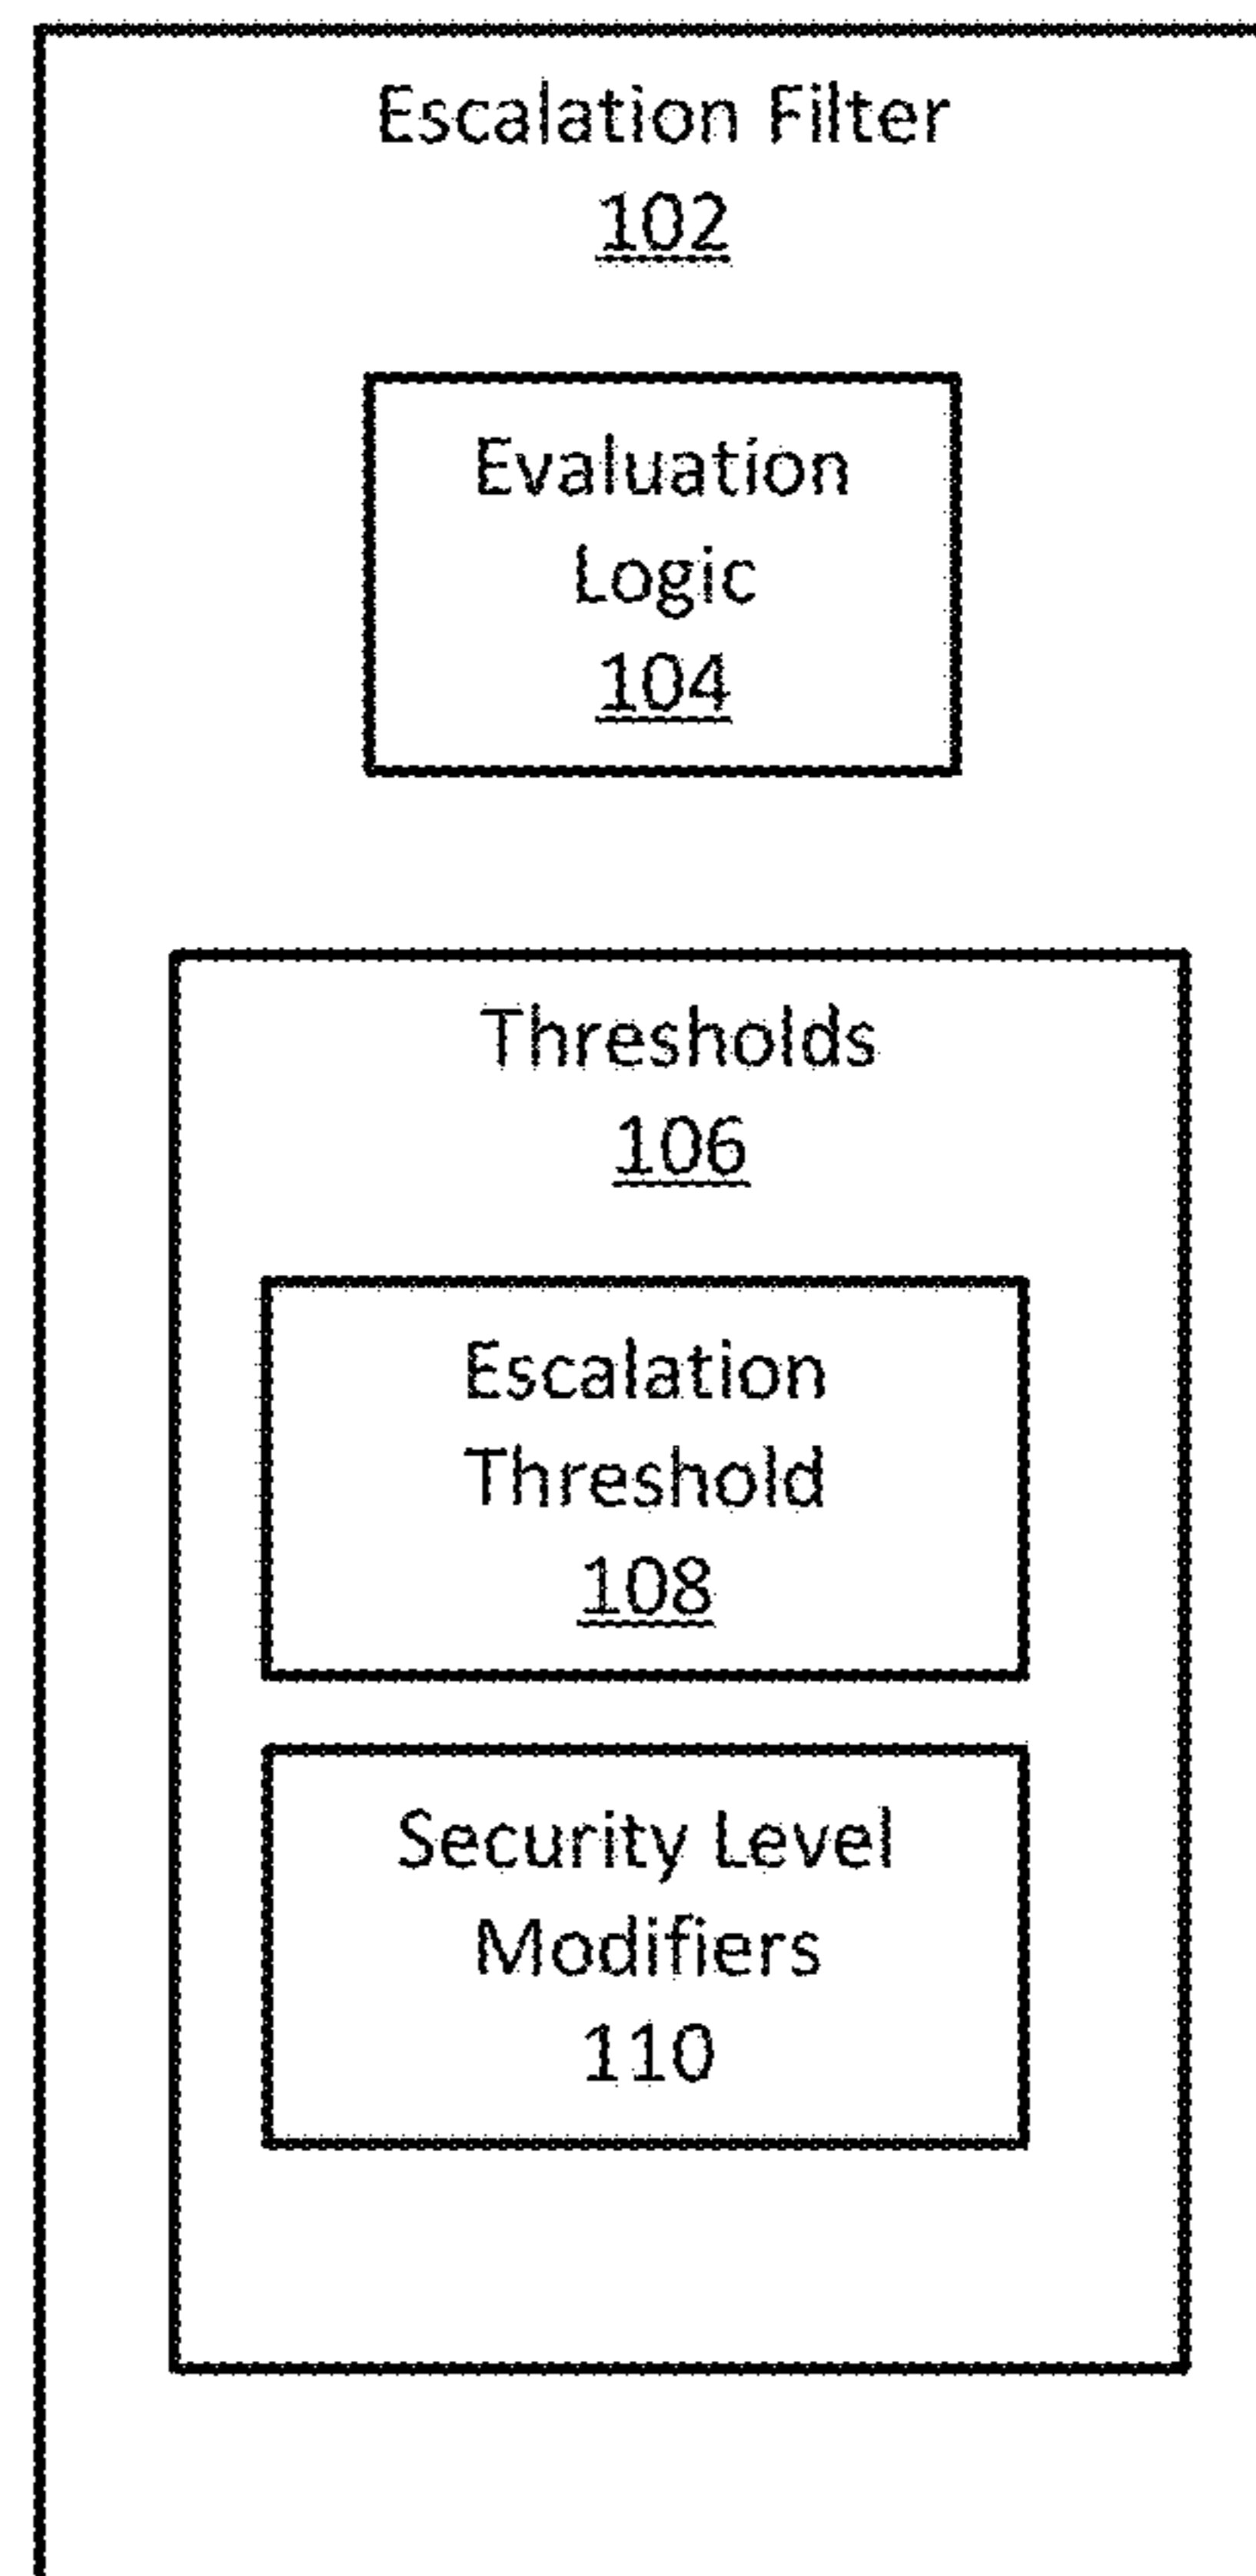 Escalation Filter
102
Evaluation
Logic
104
Thresholds
106
Escalation
Threshold
108
Security Level
Modifiers
110